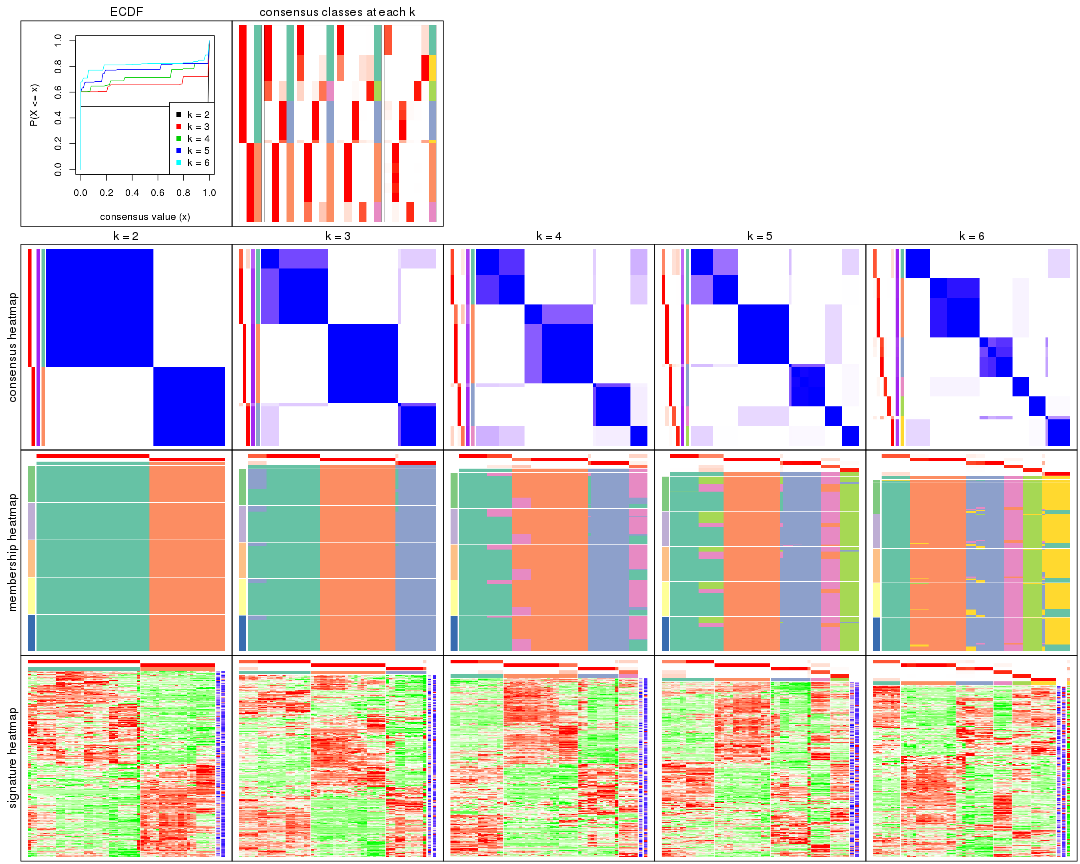 ECDF
consensus classes at each k
P(X <= x)
0.0 0.2 0.4 0.6 0.8 1.0
k = 2
k = 3
k = 4
k = 5
k = 6
0.0 0.2 0.4 0.6 0.8 1.0
consensus value (x)
k = 2
k = 3
k = 4
k = 5
k = 6
consensus heatmap
membership heatmap
signature heatmap